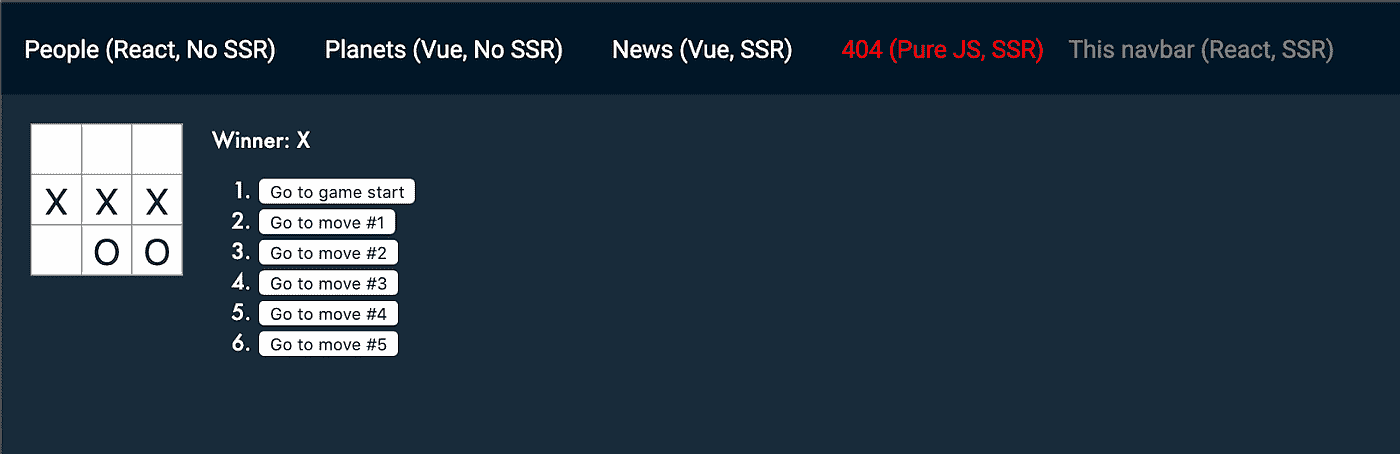 People (React, No SSR) Planets (Vue, No SSR) News (Vue, SSR) 404 (Pure JS, SSR) This navbar (React, SSR)
Winner: X
X X X
O O
1. Go to game start
2. Go to move #1
3. Go to move #2
4. Go to move #3
5. Go to move #4
6. Go to move #5